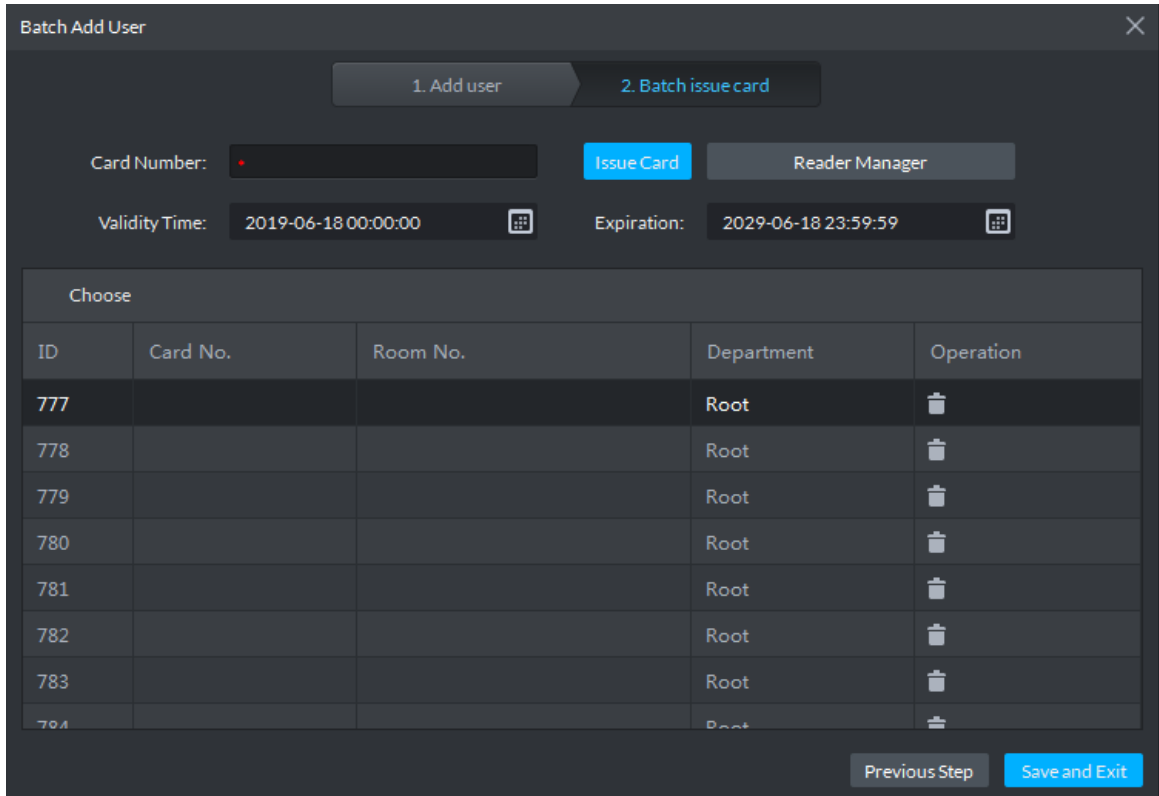 Batch Add User
1. Add user 2. Batch issue card
Card Number: * Issue Card Reader Manager
Validity Time: 2019-06-18 00:00:00 Expiration: 2029-06-18 23:59:59
Choose
ID Card No. Room No. Department Operation
777 Root
778 Root
779 Root
780 Root
781 Root
782 Root
783 Root
784 Root
Previous Step Save and Exit